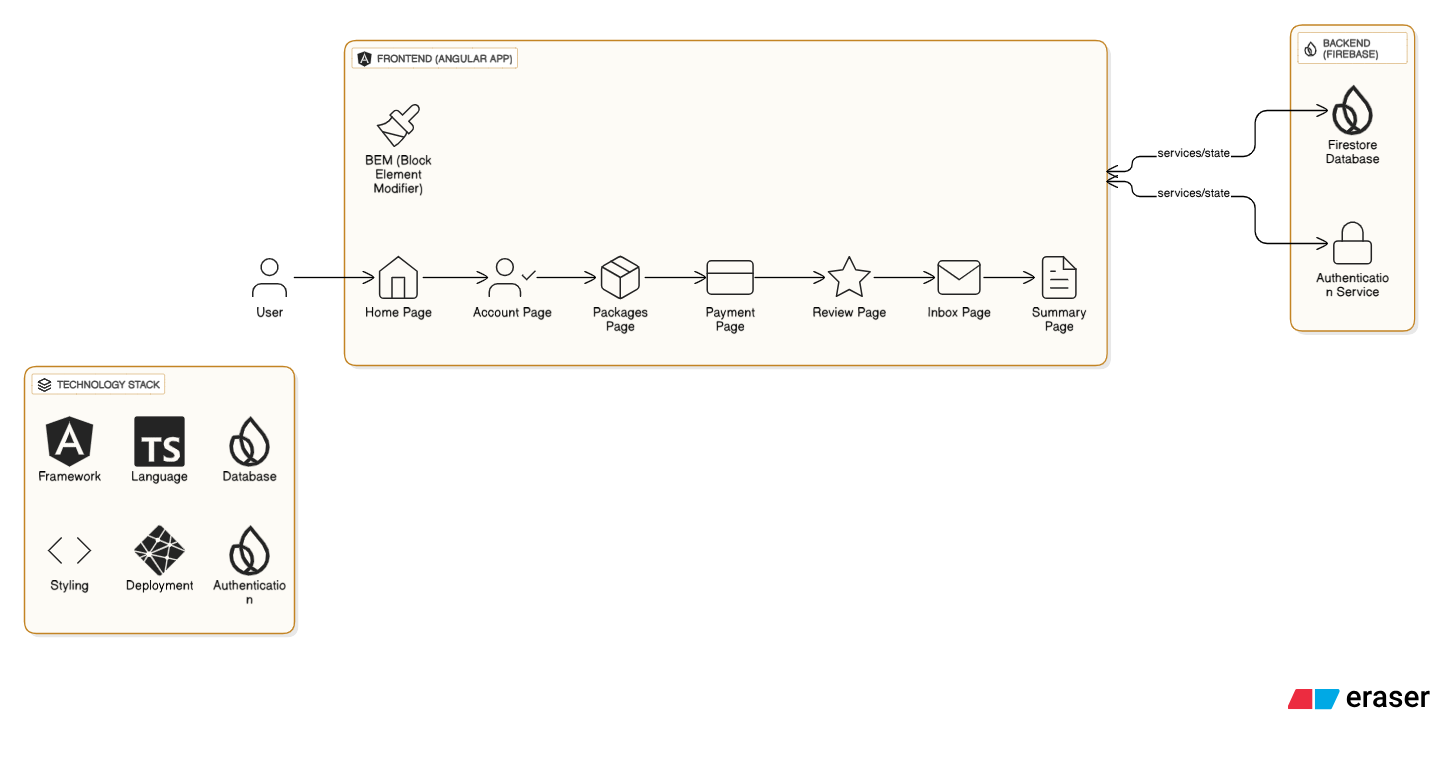 FRONTEND (ANGULAR APP)
BEM (Block
Element
Modifier)
User
Home Page
Account Page
Packages
Page
Payment
Page
Review Page
Inbox Page
Summary
Page
services/state
services/state
BACKEND
(FIREBASE)
Firestore
Database
Authenticatio
n Service
TECHNOLOGY STACK
Framework
TS
Language
Database
Styling
Deployment
Authenticatio
n
eraser